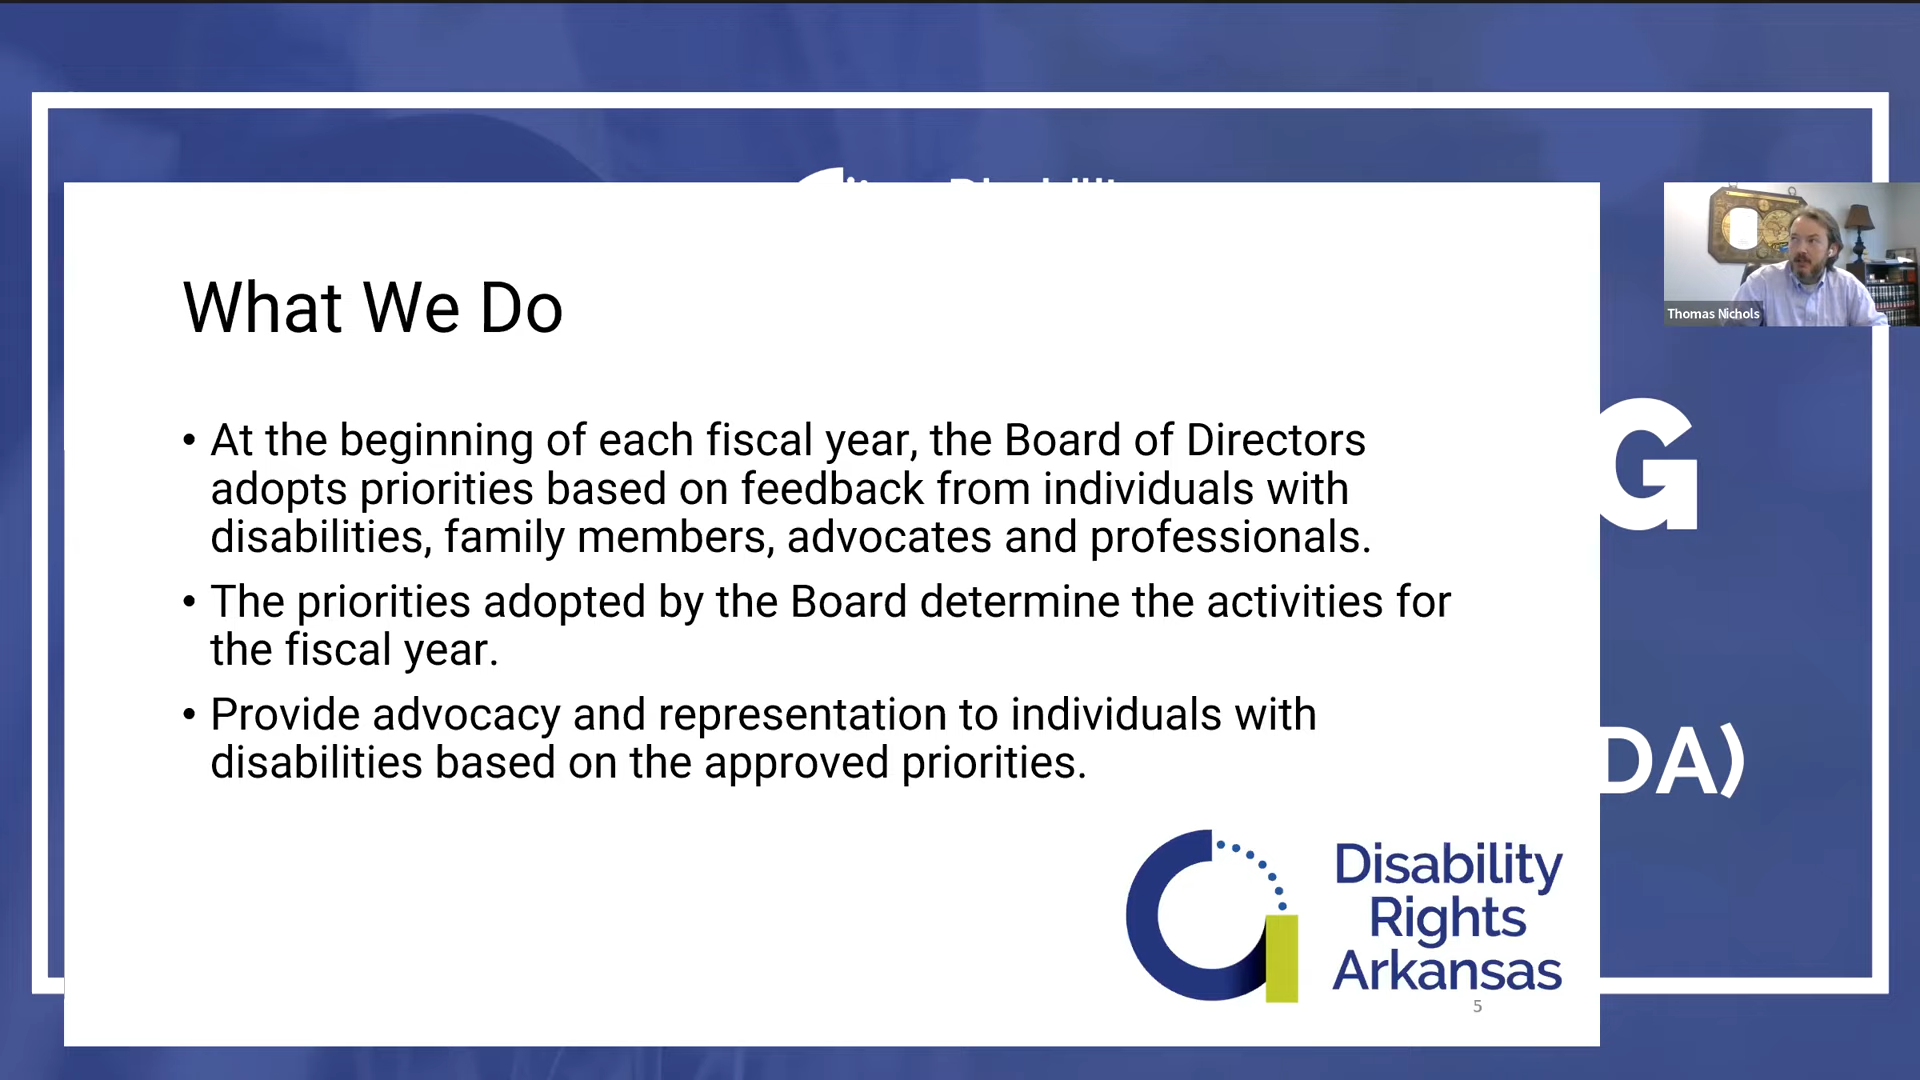 What We Do
• At the beginning of each fiscal year, the Board of Directors
adopts priorities based on feedback from individuals with
disabilities, family members, advocates and professionals.
• The priorities adopted by the Board determine the activities for
the fiscal year.
• Provide advocacy and representation to individuals with
disabilities based on the approved priorities.
Disability
Rights
Arkansas
5
Thomas Nichols
G
DA)